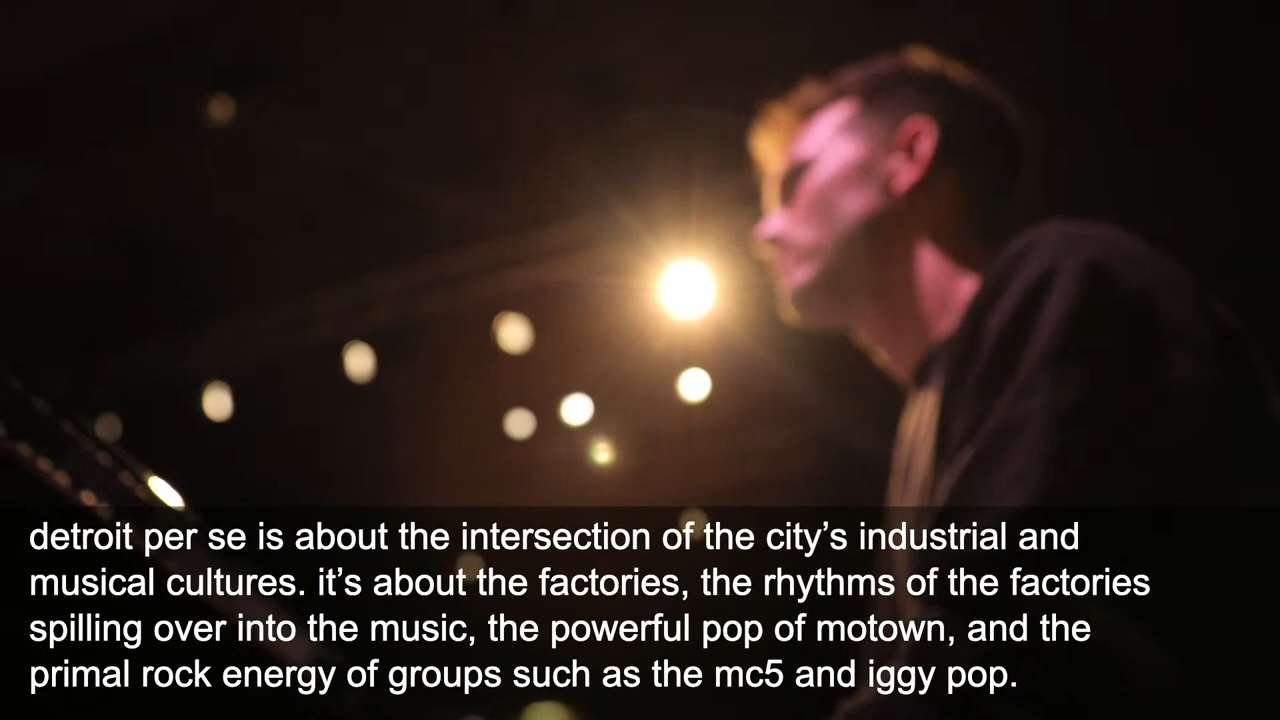 detroit per se is about the intersection of the city’s industrial and
musical cultures. it’s about the factories, the rhythms of the factories
spilling over into the music, the powerful pop of motown, and the
primal rock energy of groups such as the mc5 and iggy pop.